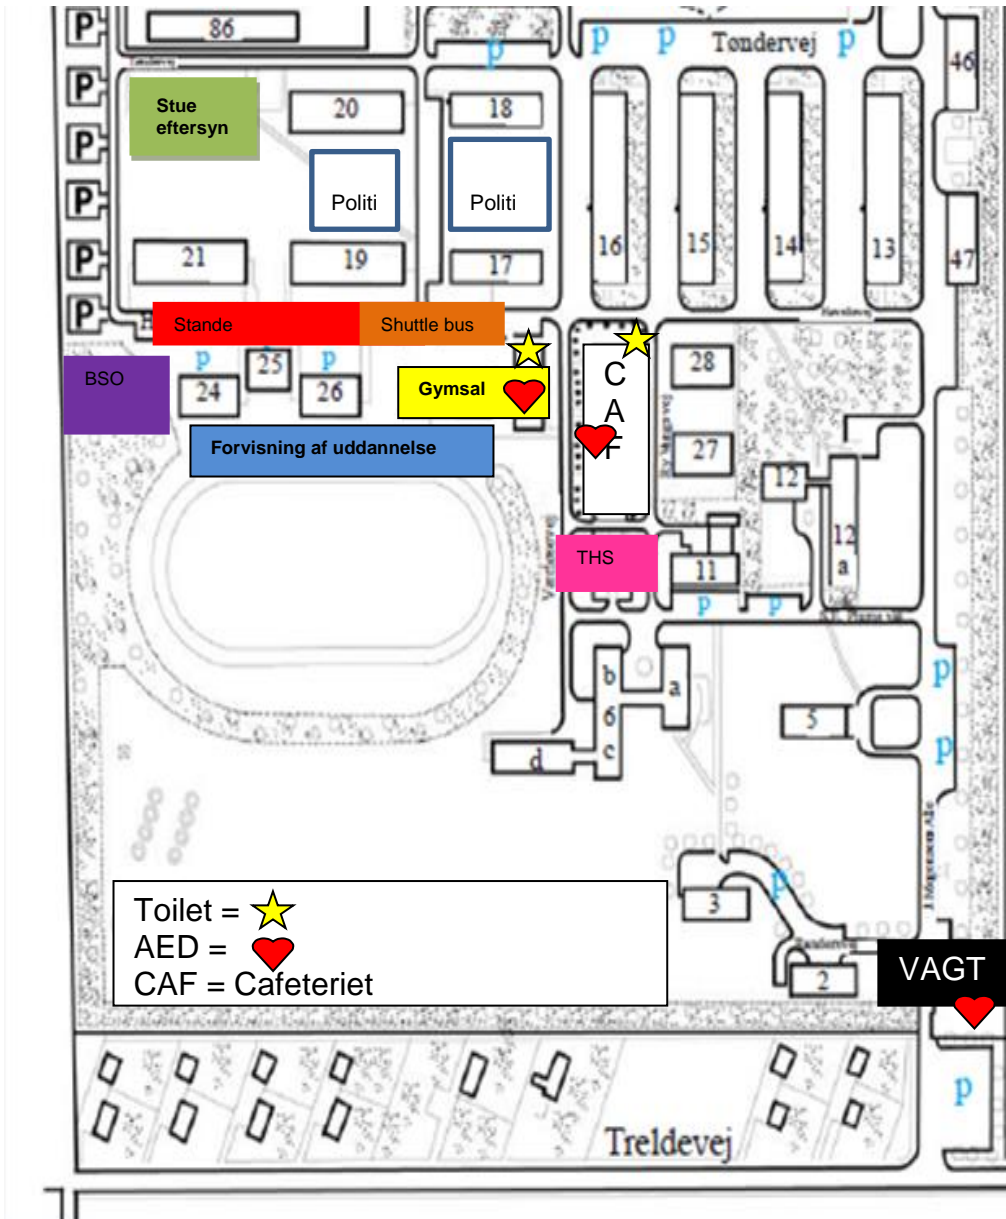 P
86
p
p
p
Tøndervej
p
46
P
Stue
eftersyn
20
18
P
P
Politi
Politi
P
21
19
17
16
15
14
13
47
P
Stande
Shuttle bus
BSO
p
25
p
24
26
Gymsal
C
A
F
28
27
Forvisning af uddannelse
12
12
a
THS
11
p
p
b
a
6
c
d
5
p
p
p
3
2
Toilet =
AED =
CAF = Cafeteriet
VAGT
p
Treldevej